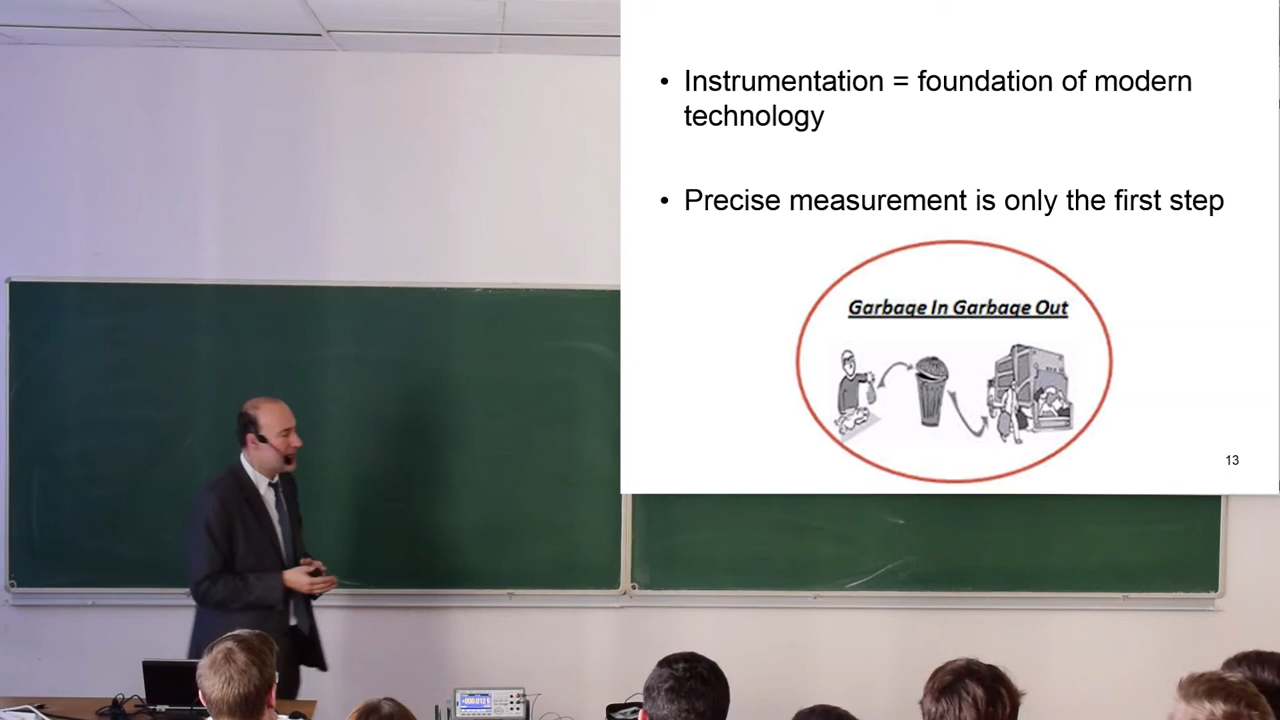 • Instrumentation = foundation of modern
technology
• Precise measurement is only the first step
Garbage In Garbage Out
13